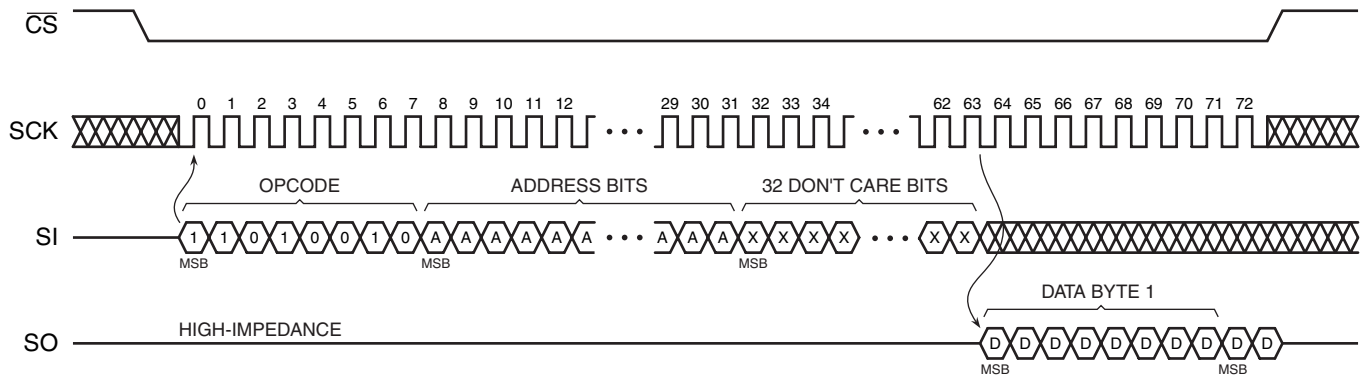 CS
0 1 2 3 4 5 6 7 8 9 10 11 12 29 30 31 32 33 34 62 63 64 65 66 67 68 69 70 71 72
SCK
OPCODE ADDRESS BITS 32 DON'T CARE BITS
SI 1 1 0 1 0 0 1 0 A A A A A A A A A X X X X X X
MSB MSB MSB
DATA BYTE 1
HIGH-IMPEDANCE
SO D D D D D D D D D D
MSB MSB